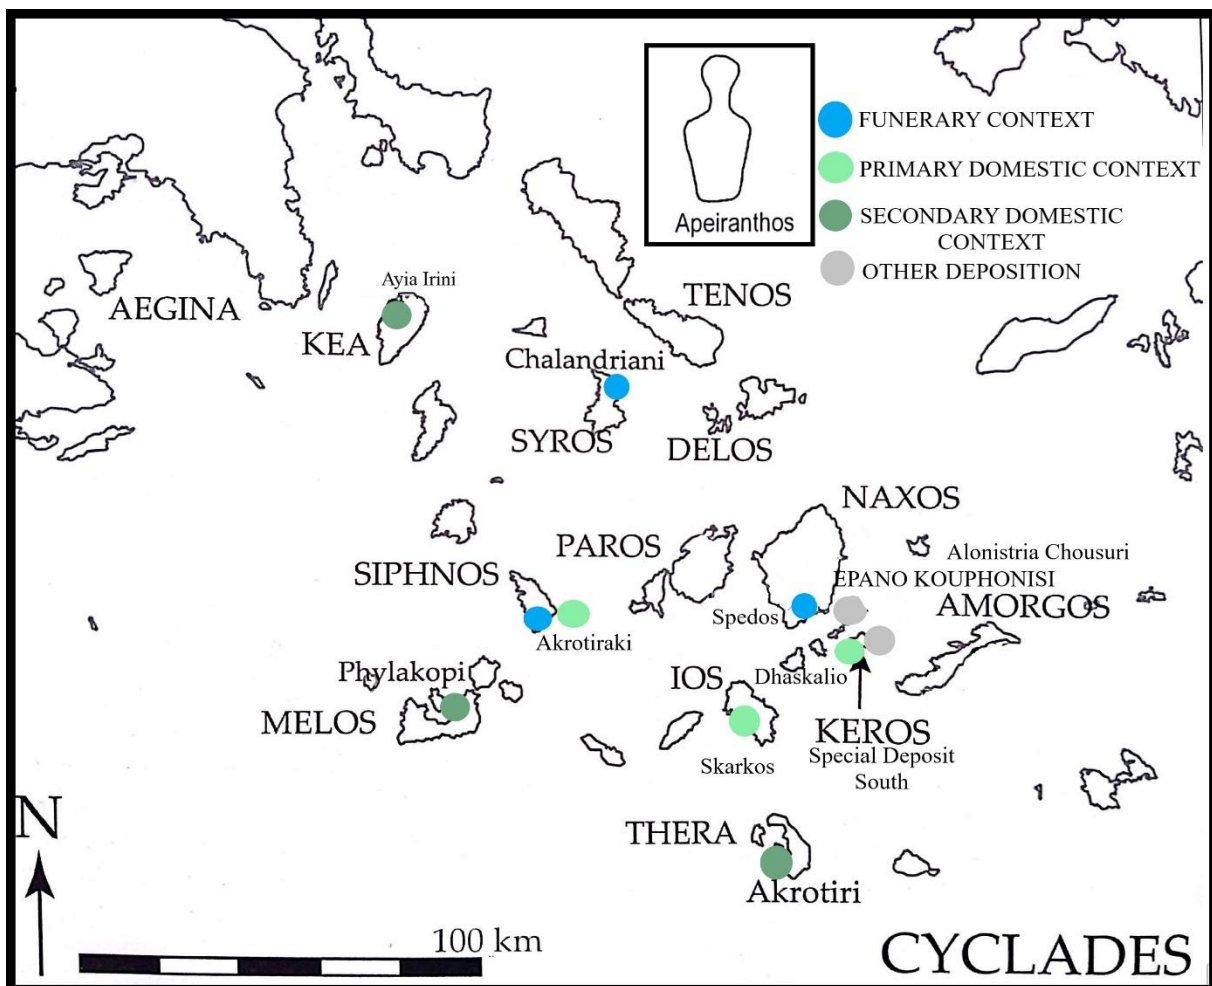 Apeiranthos
FUNERARY CONTEXT
PRIMARY DOMESTIC CONTEXT
SECONDARY DOMESTIC
CONTEXT
OTHER DEPOSITION
Ayia Irini
AEGINA
TENOS
KEA
Chalandriani
SYROS
DELOS
NAXOS
PAROS
Alonistria Chousuri
SIPHNOS
EPANO KOUPHONISI
AMORGOS
Spedos
Akrotiraki
Phylakopi
IOS
Dhaskalio
MELOS
KEROS
Skarkos
Special Deposit
South
N
THERA
Akrotiri
100 km
CYCLADES